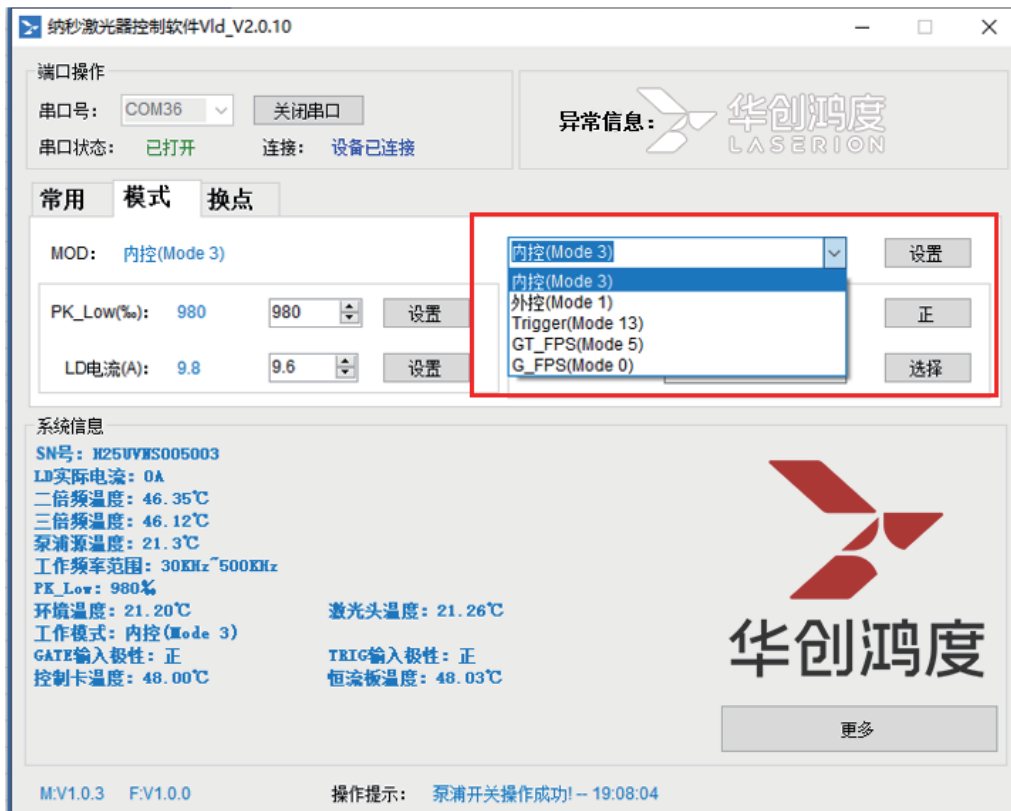 纳秒激光器控制软件Vld_V2.0.10
端口操作
串口号： COM36 关闭串口
串口状态： 已打开 连接： 设备已连接
异常信息：
华创鸿度
LASERION
常用 模式 换点
MOD： 内控(Mode 3)
内控(Mode 3) 设置
内控(Mode 3)
外控(Mode 1)
Trigger(Mode 13)
GT_FPS(Mode 5)
G_FPS(Mode 0)
PK_Low(‰)： 980 980 设置
正
LD电流(A)： 9.8 9.6 设置
选择
系统信息
SN号：H25UVNS005003
LD实际电流：0A
二倍频温度：46.35℃
三倍频温度：46.12℃
泵浦源温度：21.3℃
工作频率范围：30KHz~500KHz
PK_Low：980‰
环境温度：21.20℃ 激光头温度：21.26℃
工作模式：内控(Mode 3)
GATE输入极性：正 TRIG输入极性：正
控制卡温度：48.00℃ 恒流板温度：48.03℃
华创鸿度
更多
M:V1.0.3 F:V1.0.0 操作提示： 泵浦开关操作成功! -- 19:08:04